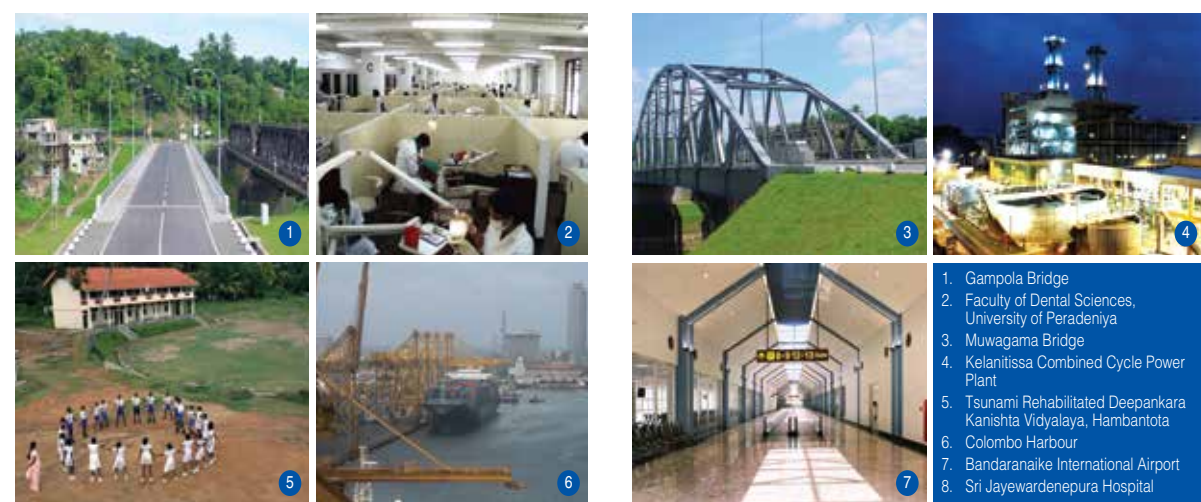 1
2
3
4
5
6
7
1. Gampola Bridge
2. Faculty of Dental Sciences,
University of Peradeniya
3. Muwagama Bridge
4. Kelanitissa Combined Cycle Power
Plant
5. Tsunami Rehabilitated Deepankara
Kanishta Vidyalaya, Hambantota
6. Colombo Harbour
7. Bandaranaike International Airport
8. Sri Jayewardenepura Hospital